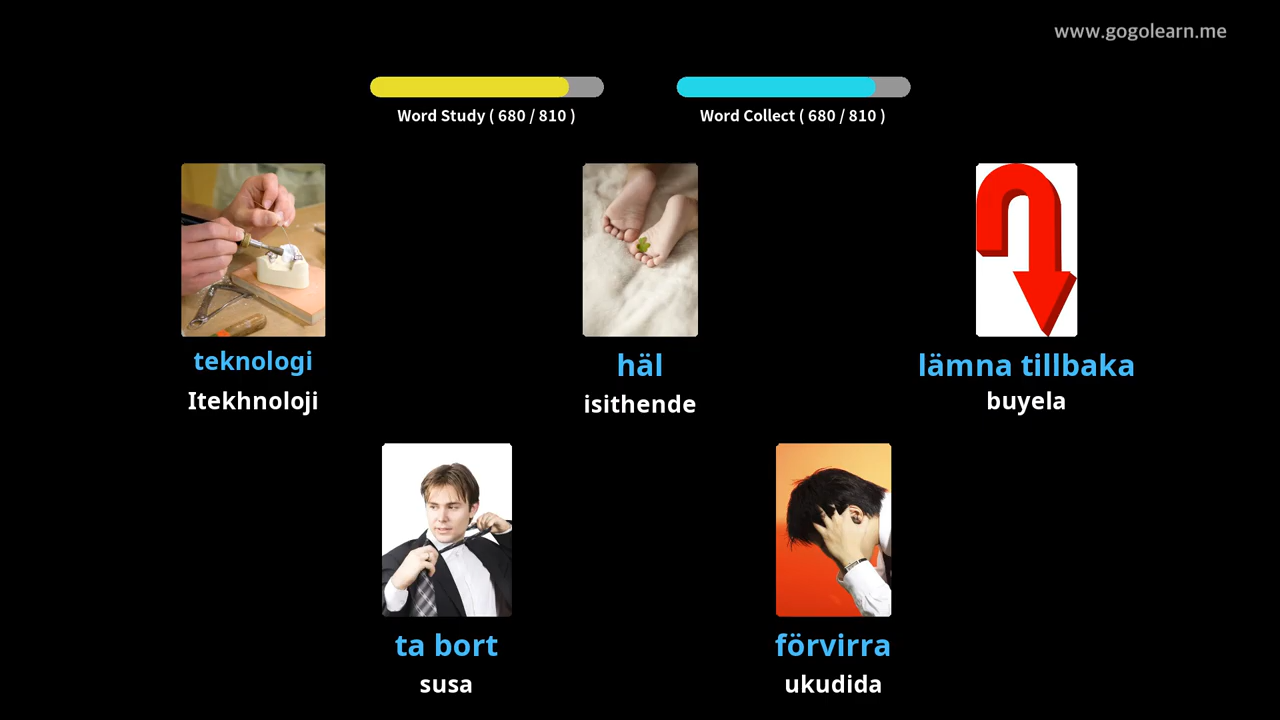 www.gogolearn.me
Word Study ( 680 / 810 )
Word Collect ( 680 / 810 )
teknologi
Itekhnoloji
häl
isithende
lämna tillbaka
buyela
ta bort
susa
förvirra
ukudida